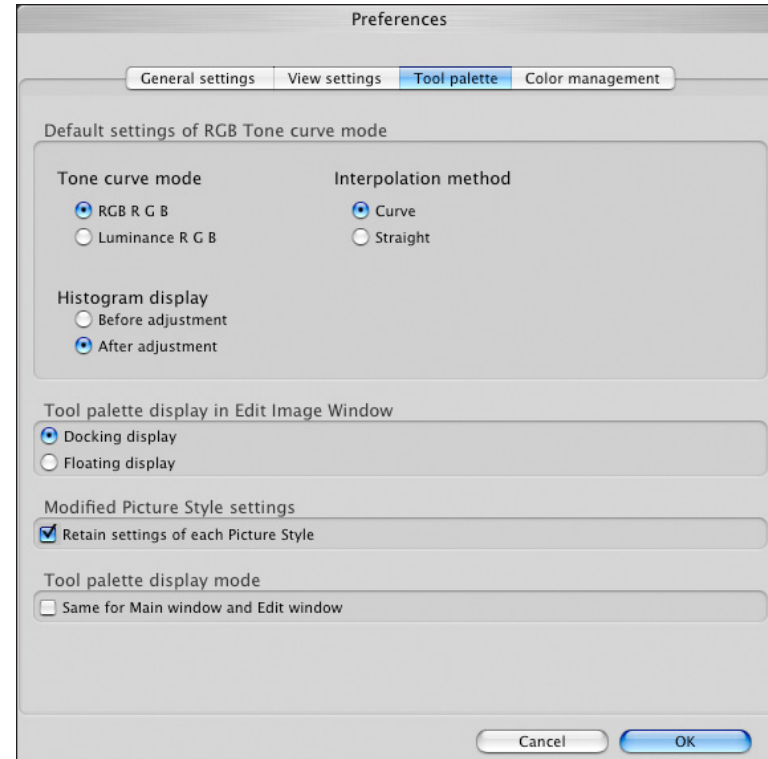 Preferences
General settings View settings Tool palette Color management
Default settings of RGB Tone curve mode
Tone curve mode
RGB R G B
Luminance R G B
Interpolation method
Curve
Straight
Histogram display
Before adjustment
After adjustment
Tool palette display in Edit Image Window
Docking display
Floating display
Modified Picture Style settings
Retain settings of each Picture Style
Tool palette display mode
Same for Main window and Edit window
Cancel OK